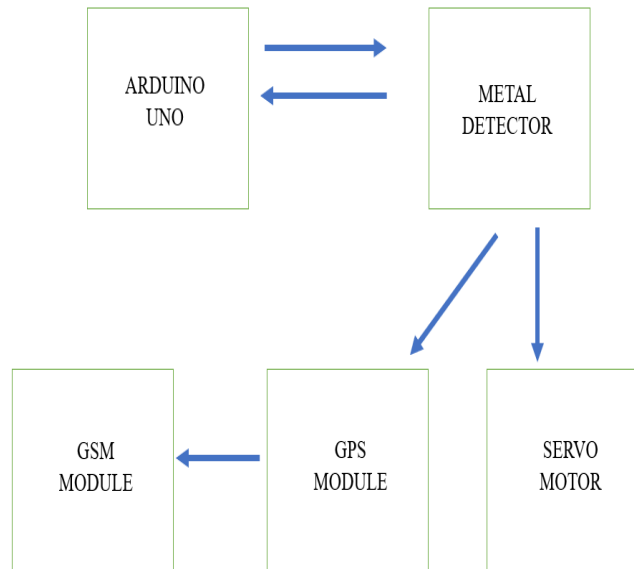 ARDUINO
UNO
METAL
DETECTOR
GSM
MODULE
GPS
MODULE
SERVO
MOTOR